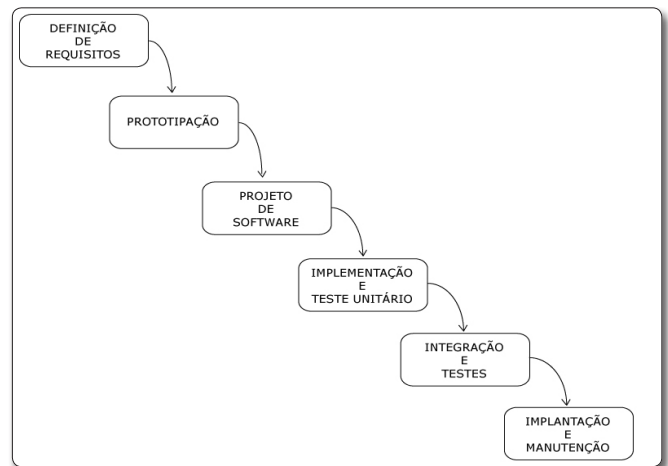 DEFINIÇÃO
DE
REQUISITOS
PROTOTIPAÇÃO
PROJETO
DE
SOFTWARE
IMPLEMENTAÇÃO
E
TESTE UNITÁRIO
INTEGRAÇÃO
E
TESTES
IMPLANTAÇÃO
E
MANUTENÇÃO